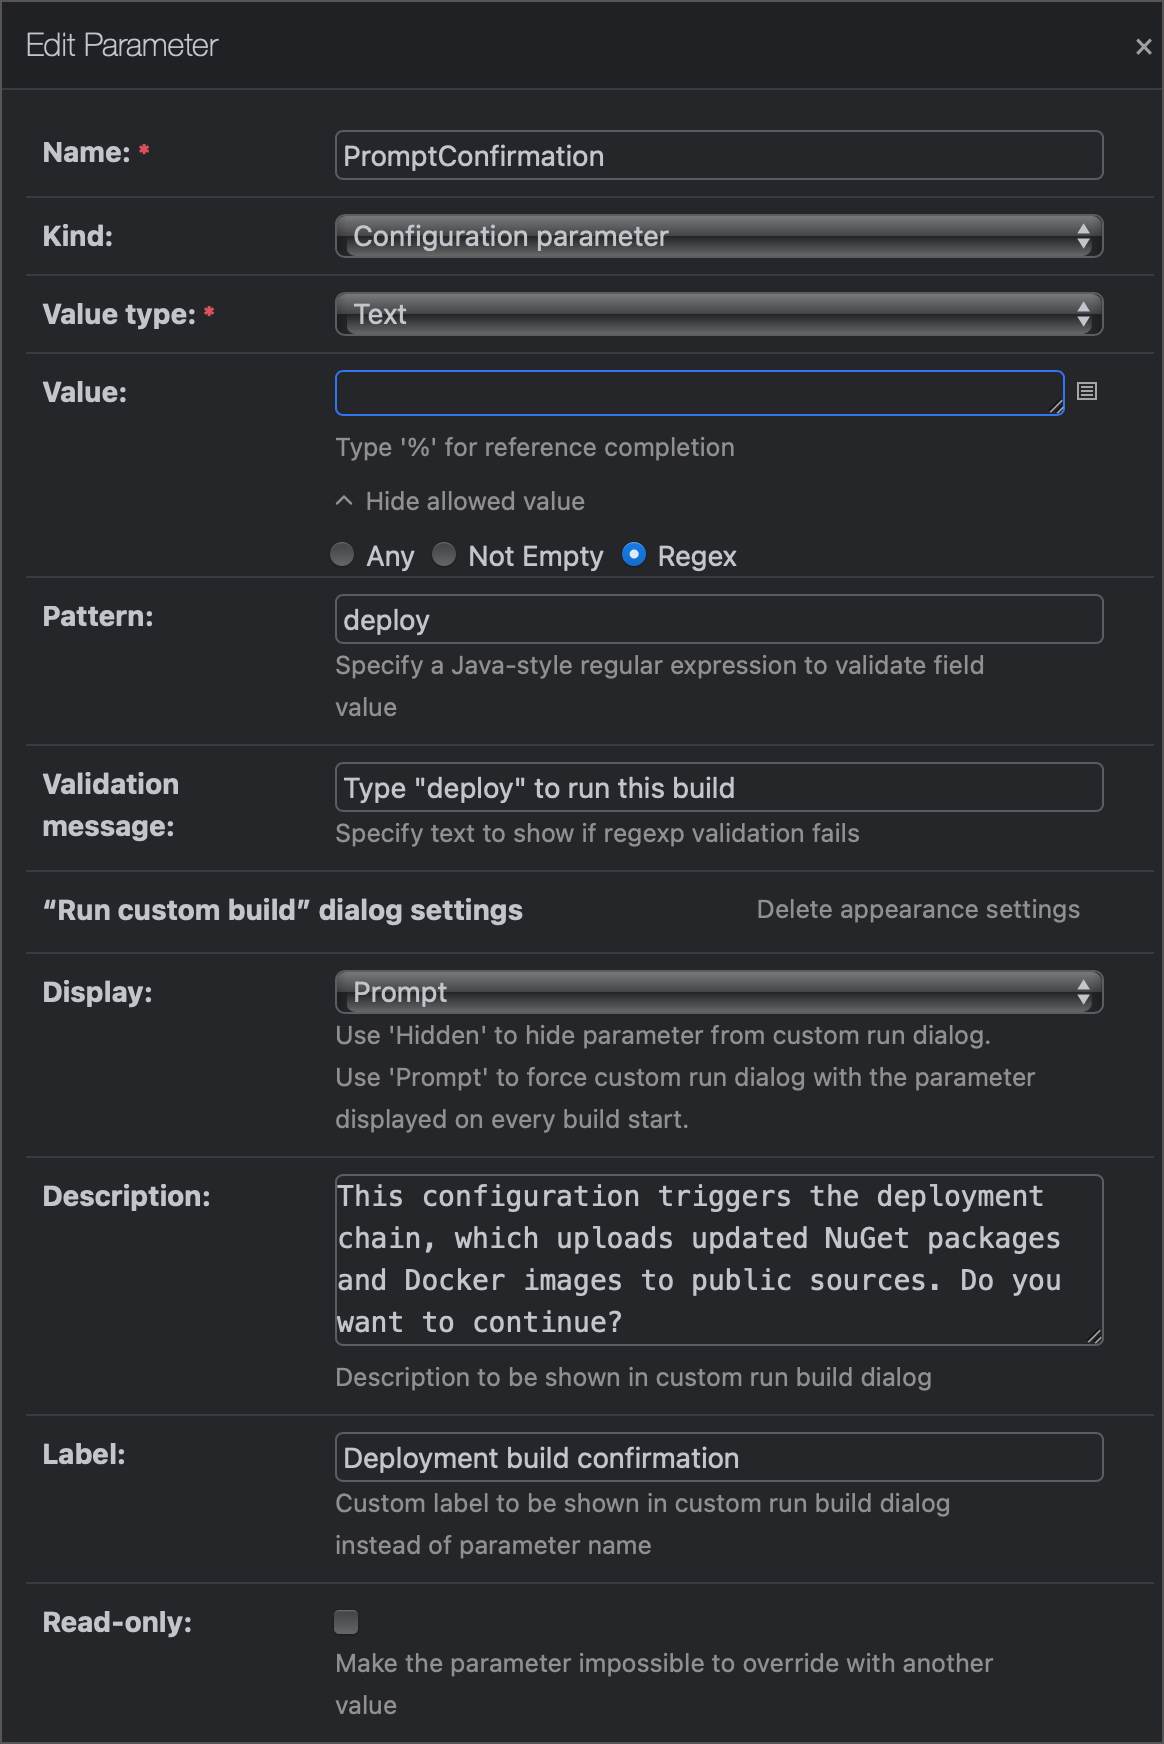 Edit Parameter
×
Name: *
PromptConfirmation
Kind:
Configuration parameter
Value type: *
Text
Value:
Type '%' for reference completion
Hide allowed value
Any Not Empty Regex
Pattern:
deploy
Specify a Java-style regular expression to validate field
value
Validation
message:
Type "deploy" to run this build
Specify text to show if regexp validation fails
“Run custom build” dialog settings
Delete appearance settings
Display:
Prompt
Use 'Hidden' to hide parameter from custom run dialog.
Use 'Prompt' to force custom run dialog with the parameter
displayed on every build start.
Description:
This configuration triggers the deployment
chain, which uploads updated NuGet packages
and Docker images to public sources. Do you
want to continue?
Description to be shown in custom run build dialog
Label:
Deployment build confirmation
Custom label to be shown in custom run build dialog
instead of parameter name
Read-only:
Make the parameter impossible to override with another
value